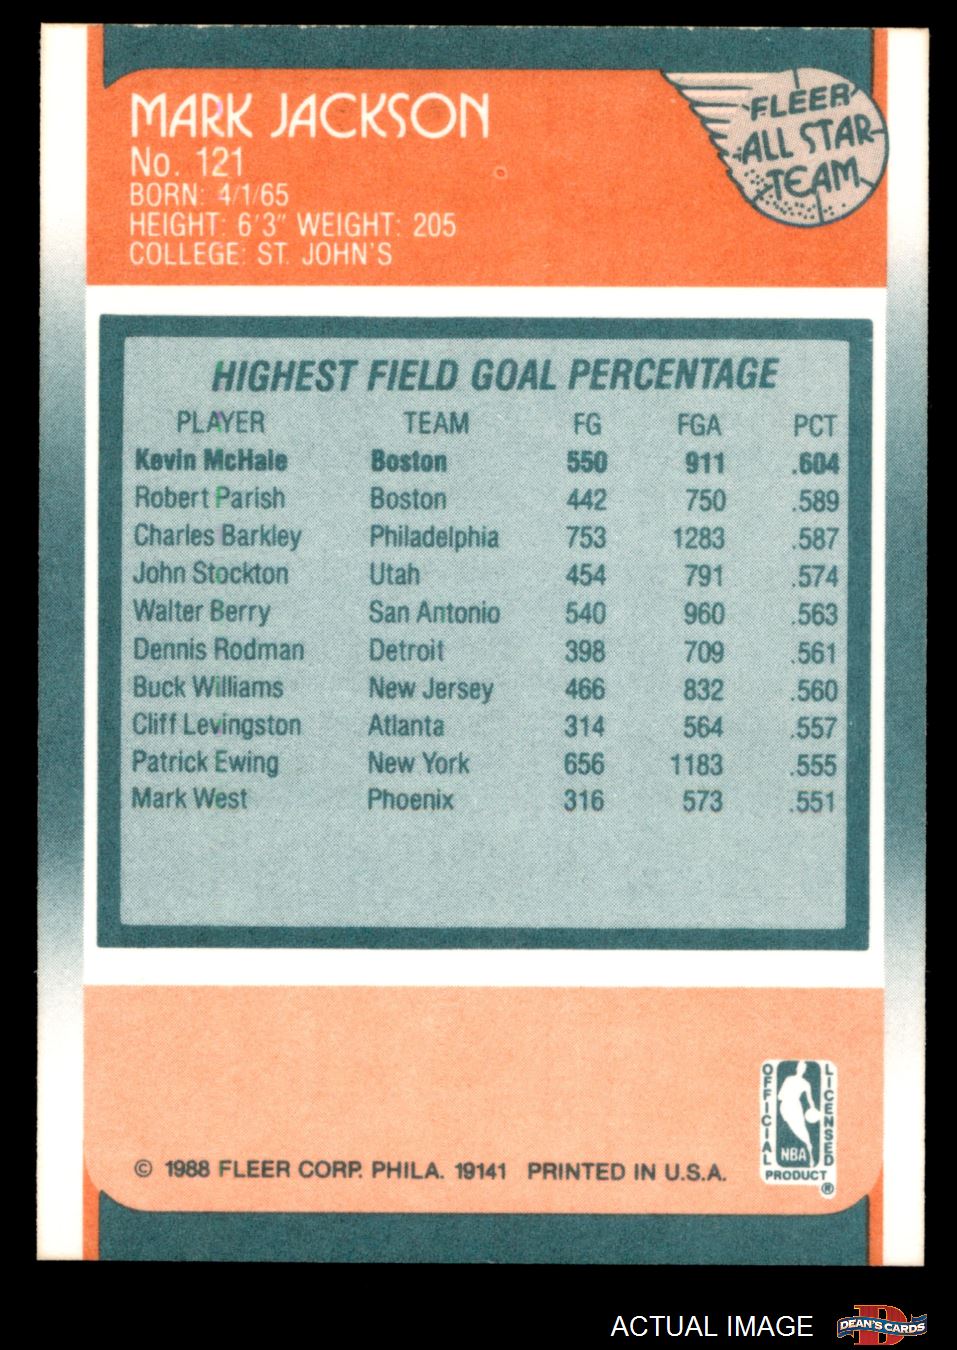 MARK JACKSON
No. 121
BORN: 4/1/65
HEIGHT: 6'3" WEIGHT: 205
COLLEGE: ST. JOHN'S
FLEER
ALL STAR
TEAM
HIGHEST FIELD GOAL PERCENTAGE
PLAYER TEAM FG FGA PCT
Kevin McHale Boston 550 911 .604
Robert Parish Boston 442 750 .589
Charles Barkley Philadelphia 753 1283 .587
John Stockton Utah 454 791 .574
Walter Berry San Antonio 540 960 .563
Dennis Rodman Detroit 398 709 .561
Buck Williams New Jersey 466 832 .560
Cliff Levingston Atlanta 314 564 .557
Patrick Ewing New York 656 1183 .555
Mark West Phoenix 316 573 .551
OFFICIAL
LICENSED
NBA
PRODUCT
®
© 1988 FLEER CORP. PHILA. 19141 PRINTED IN U.S.A.
ACTUAL IMAGE
D
DEAN'S CARDS